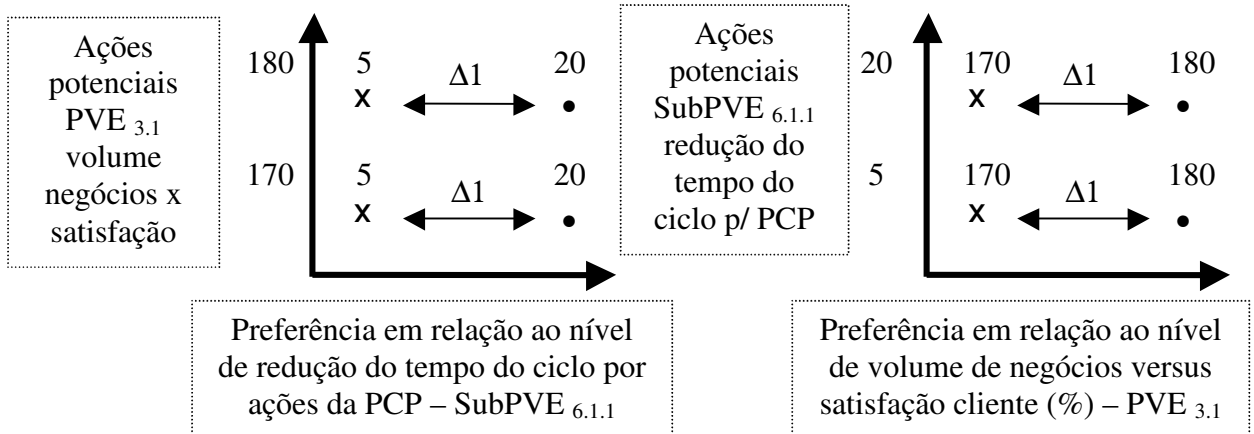 Ações
potenciais
PVE 3.1
volume
negócios x
satisfação
180 5 Δ1 20
x •
170 5 Δ1 20
x •
Preferência em relação ao nível
de redução do tempo do ciclo por
ações da PCP – SubPVE 6.1.1
Ações
potenciais
SubPVE 6.1.1
redução do
tempo do
ciclo p/ PCP
20 170 Δ1 180
x •
5 170 Δ1 180
x •
Preferência em relação ao nível
de volume de negócios versus
satisfação cliente (%) – PVE 3.1